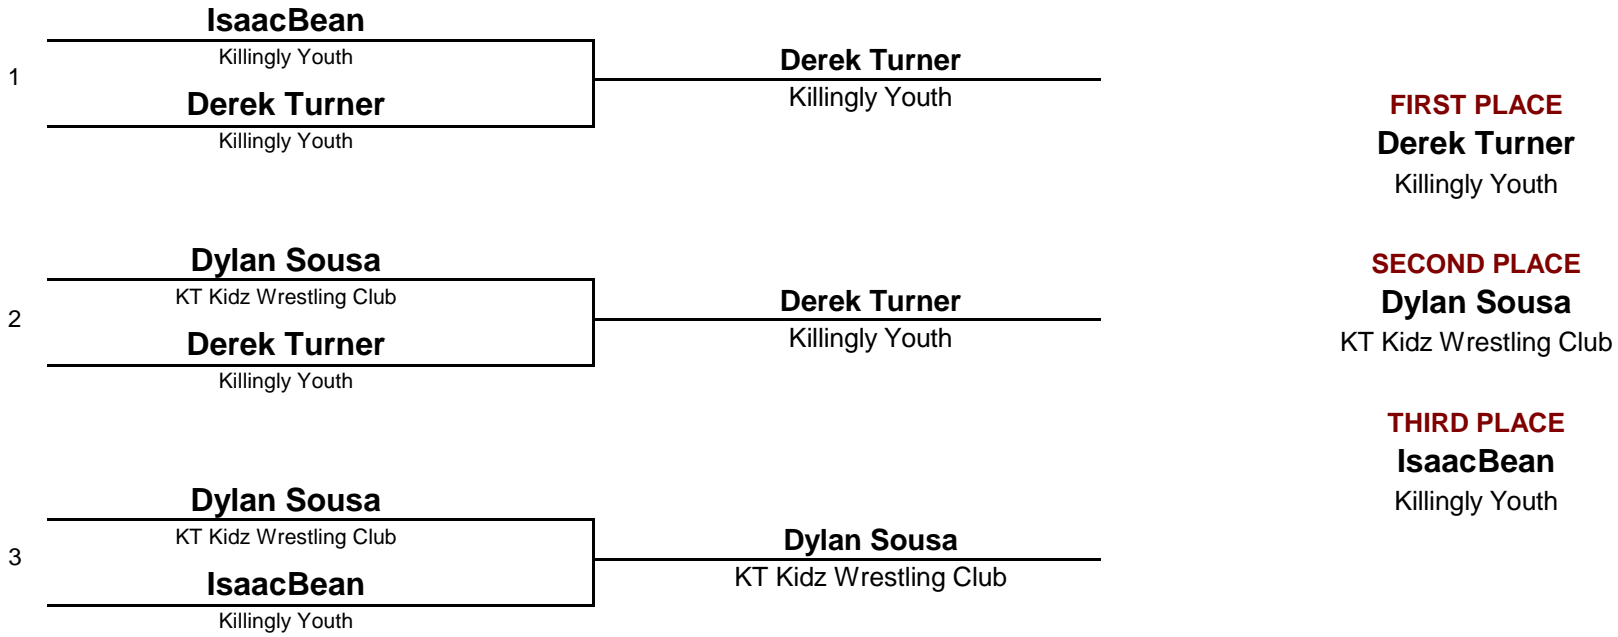 IsaacBean
Killingly Youth
1
Derek Turner
Killingly Youth
Derek Turner
Killingly Youth
Dylan Sousa
KT Kidz Wrestling Club
2
Derek Turner
Killingly Youth
Derek Turner
Killingly Youth
Dylan Sousa
KT Kidz Wrestling Club
3
IsaacBean
Killingly Youth
Dylan Sousa
KT Kidz Wrestling Club
FIRST PLACE
Derek Turner
Killingly Youth
SECOND PLACE
Dylan Sousa
KT Kidz Wrestling Club
THIRD PLACE
IsaacBean
Killingly Youth